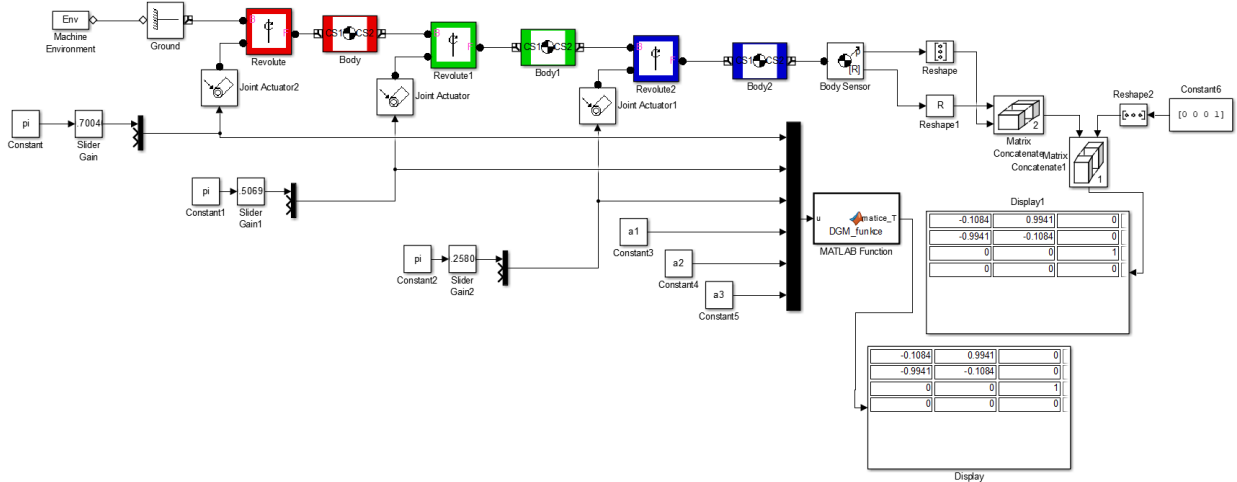 Env
Machine
Environment
Ground
B
F
Revolute
CS1
CS2
Body
B
F
Revolute1
CS1
CS2
Body1
B
F
Revolute2
CS1
CS2
Body2
[R]
Body Sensor
Reshape
R
Reshape1
2
Matrix
Concatenate
Reshape2
Constant6
[0 0 0 1]
1
Matrix
Concatenate1
Joint Actuator2
Joint Actuator
Joint Actuator1
pi
Constant
.7004
Slider
Gain
pi
Constant1
.5069
Slider
Gain1
pi
Constant2
.2580
Slider
Gain2
a1
Constant3
a2
Constant4
a3
Constant5
u
matice_T
DGM_funkce
MATLAB Function
Display1
-0.1084 0.9941 0
-0.9941 -0.1084 0
0 0 1
0 0 0
-0.1084 0.9941 0
-0.9941 -0.1084 0
0 0 1
0 0 0
Display